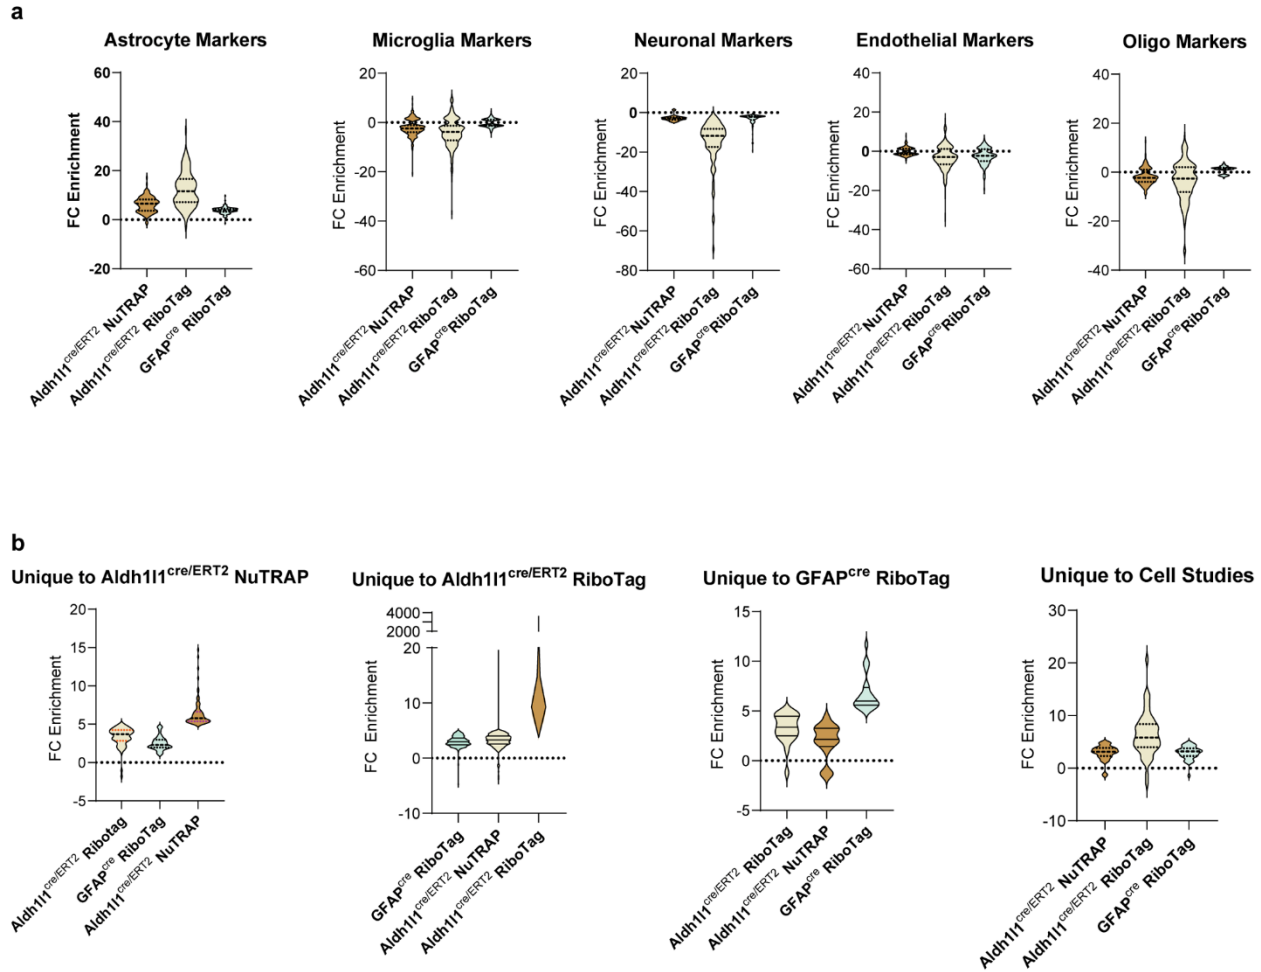 a
Astrocyte Markers
Microglia Markers
Neuronal Markers
Endothelial Markers
Oligo Markers
FC Enrichment
60
40
20
0
-20
Aldh1l1cre/ERT2 NuTRAP
Aldh1l1cre/ERT2 RiboTag
GFAPcre RiboTag
FC Enrichment
20
0
-20
-40
-60
Aldh1l1cre/ERT2 NuTRAP
Aldh1l1cre/ERT2 RiboTag
GFAPcre RiboTag
FC Enrichment
20
0
-20
-40
-60
-80
Aldh1l1cre/ERT2 NuTRAP
Aldh1l1cre/ERT2 RiboTag
GFAPcre RiboTag
FC Enrichment
40
20
0
-20
-40
-60
Aldh1l1cre/ERT2 NuTRAP
Aldh1l1cre/ERT2 RiboTag
GFAPcre RiboTag
FC Enrichment
40
20
0
-20
-40
Aldh1l1cre/ERT2 NuTRAP
Aldh1l1cre/ERT2 RiboTag
GFAPcre RiboTag
b
Unique to Aldh1l1cre/ERT2 NuTRAP
Unique to Aldh1l1cre/ERT2 RiboTag
Unique to GFAPcre RiboTag
Unique to Cell Studies
FC Enrichment
20
15
10
5
0
-5
Aldh1l1cre/ERT2 Ribotag
GFAPcre RiboTag
Aldh1l1cre/ERT2 NuTRAP
FC Enrichment
4000
2000
20
10
0
-10
GFAPcre RiboTag
Aldh1l1cre/ERT2 NuTRAP
Aldh1l1cre/ERT2 RiboTag
FC Enrichment
15
10
5
0
-5
Aldh1l1cre/ERT2 RiboTag
Aldh1l1cre/ERT2 NuTRAP
GFAPcre RiboTag
FC Enrichment
30
20
10
0
-10
Aldh1l1cre/ERT2 NuTRAP
Aldh1l1cre/ERT2 RiboTag
GFAPcre RiboTag